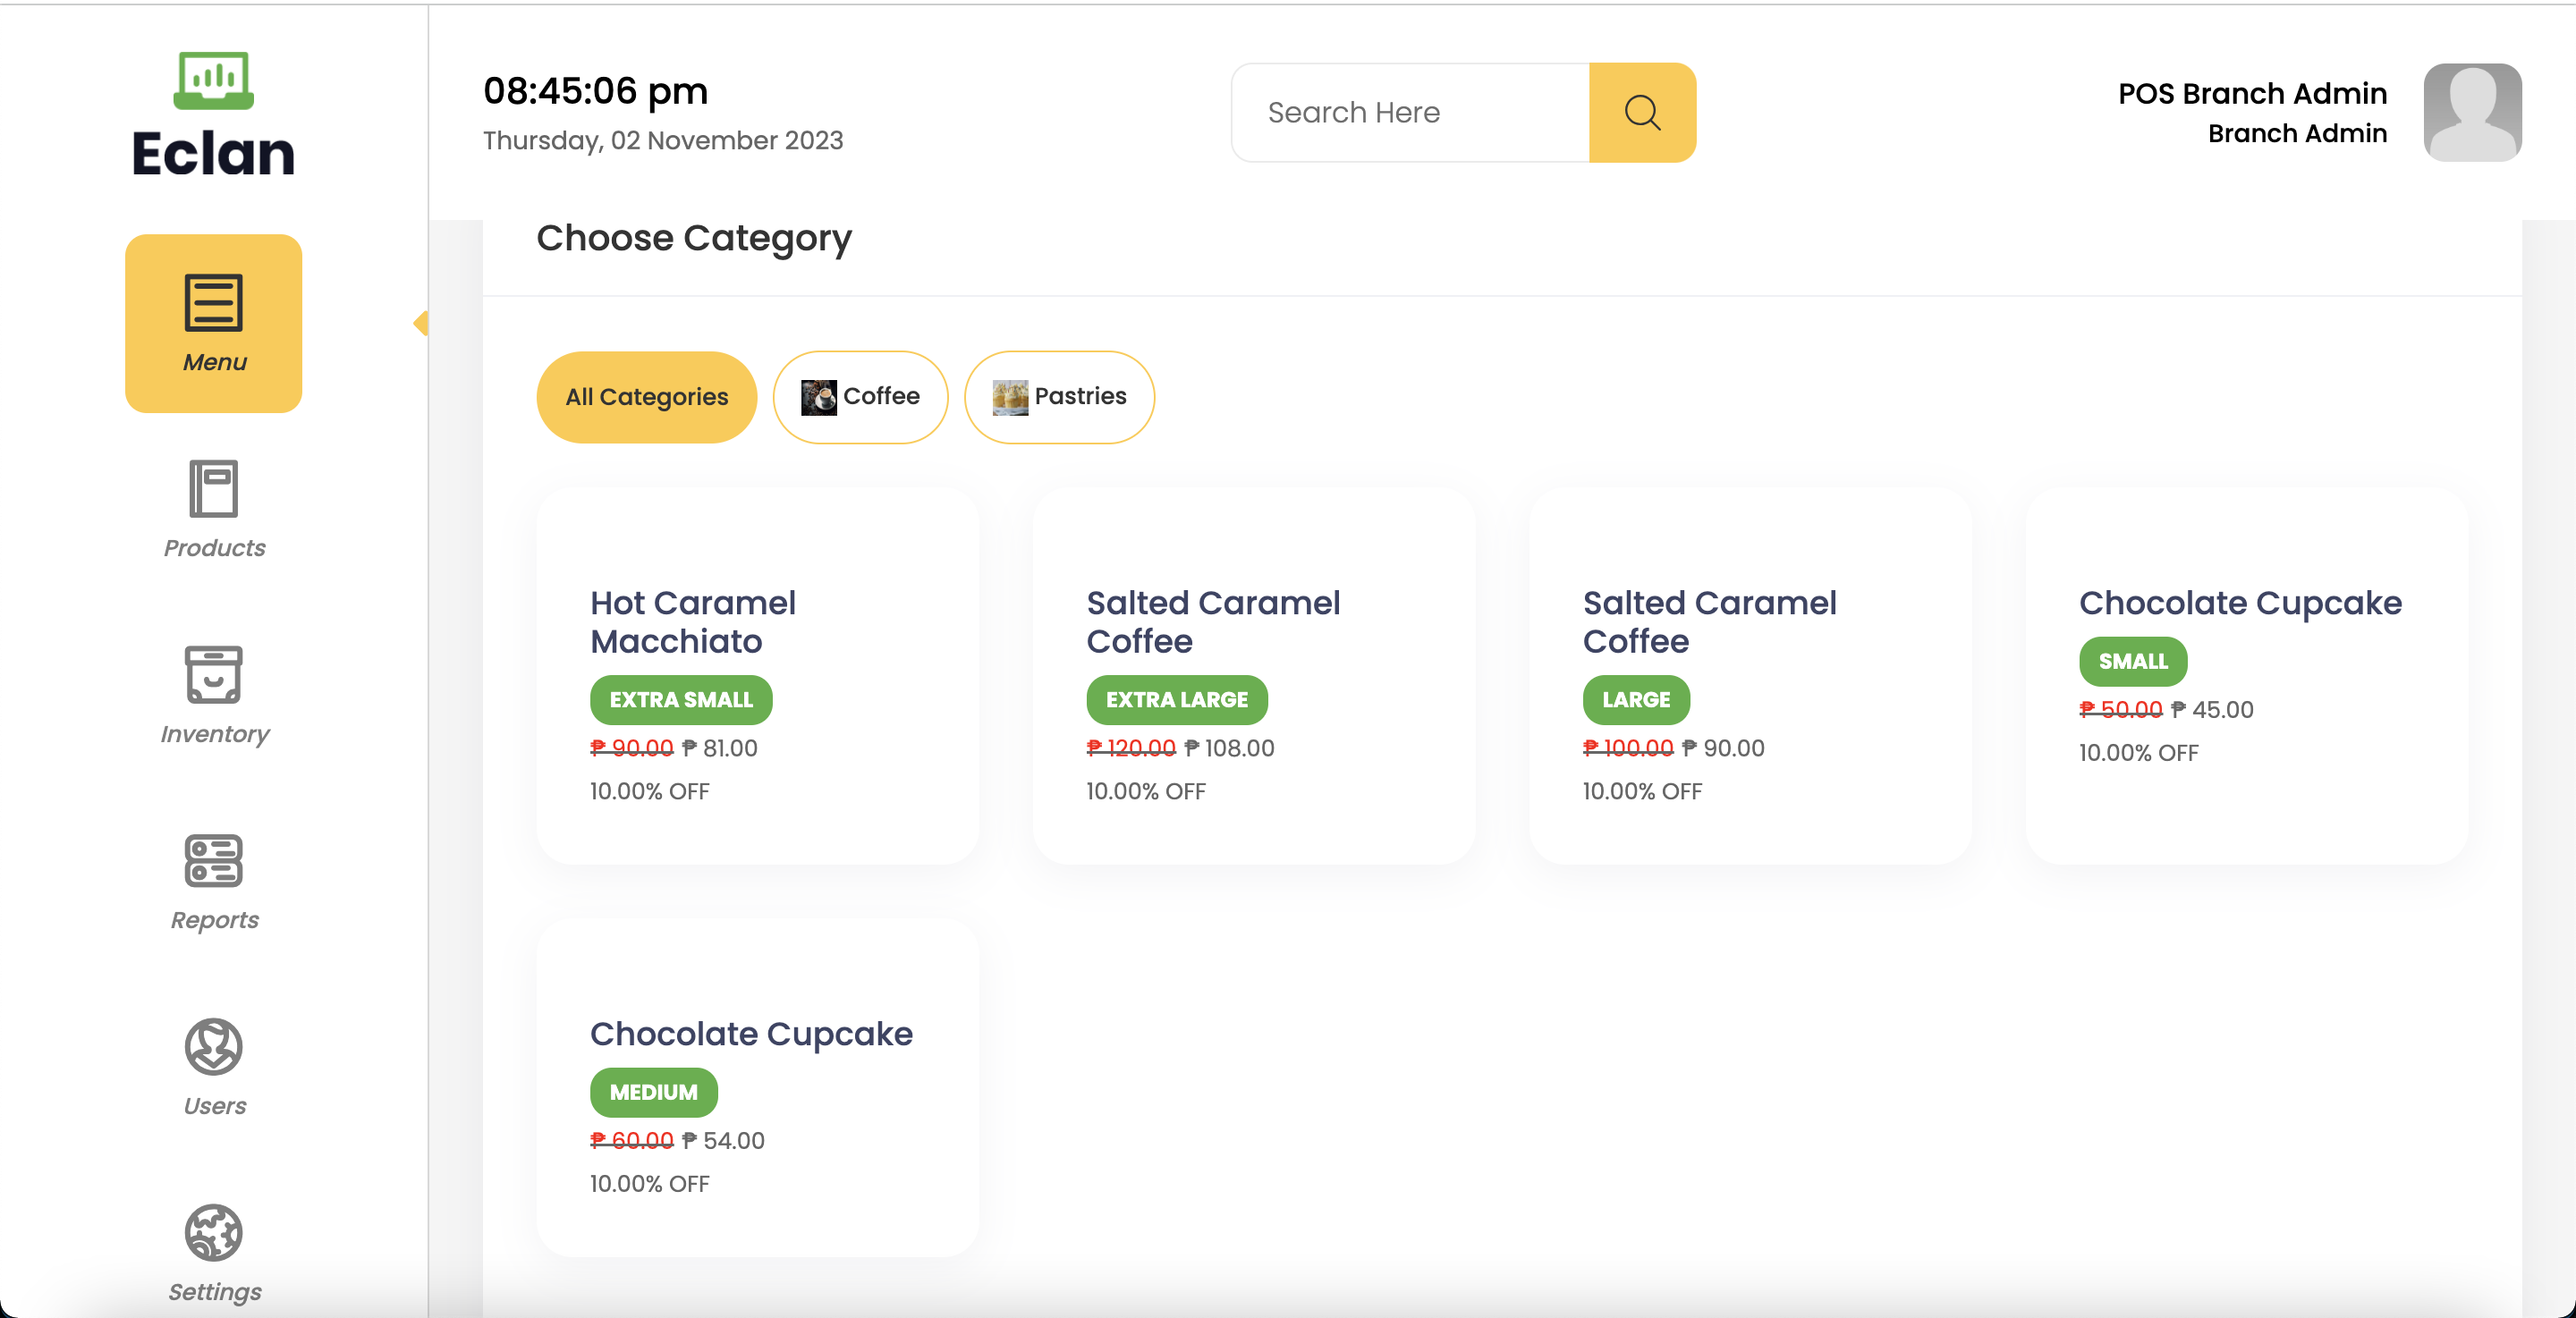 Eclan
Menu
Products
Inventory
Reports
Users
Settings
08:45:06 pm
Thursday, 02 November 2023
Search Here
POS Branch Admin
Branch Admin
Choose Category
All Categories
Coffee
Pastries
Hot Caramel
Macchiato
EXTRA SMALL
₱ 90.00 ₱ 81.00
10.00% OFF
Salted Caramel
Coffee
EXTRA LARGE
₱ 120.00 ₱ 108.00
10.00% OFF
Salted Caramel
Coffee
LARGE
₱ 100.00 ₱ 90.00
10.00% OFF
Chocolate Cupcake
SMALL
₱ 50.00 ₱ 45.00
10.00% OFF
Chocolate Cupcake
MEDIUM
₱ 60.00 ₱ 54.00
10.00% OFF